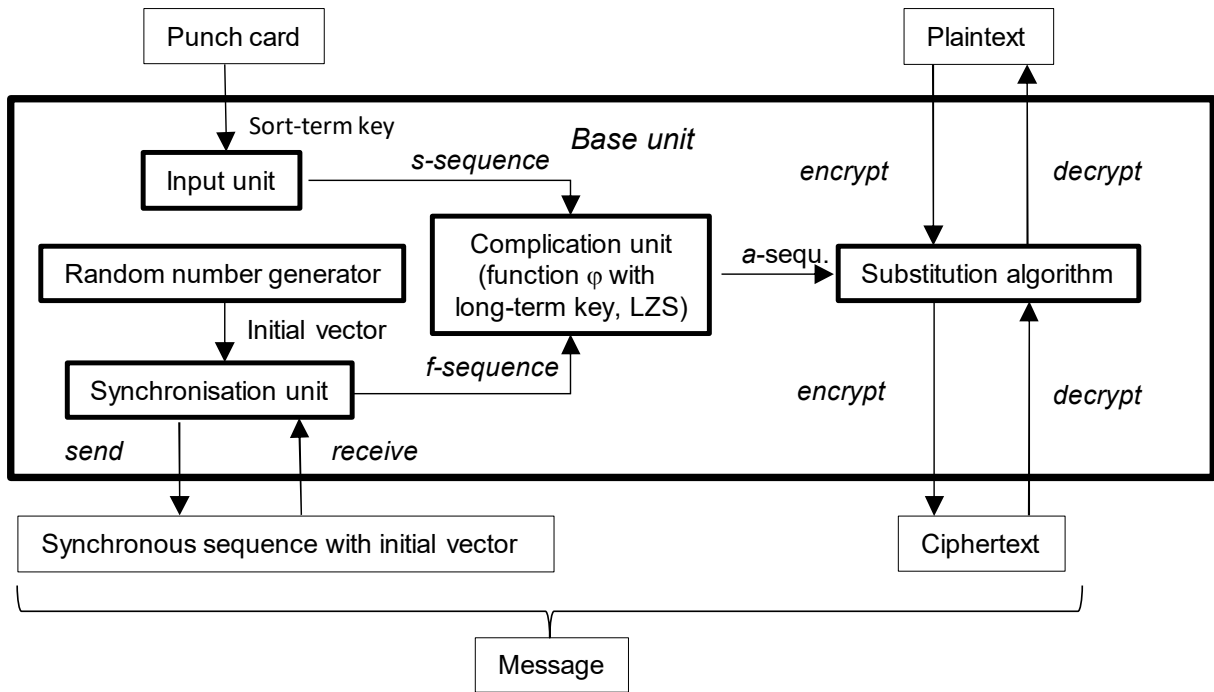 Punch card
Plaintext
Sort-term key
Base unit
s-sequence
encrypt
decrypt
Input unit
Complication unit
(function φ with
long-term key, LZS)
a-sequ.
Substitution algorithm
Random number generator
Initial vector
f-sequence
Synchronisation unit
encrypt
decrypt
send
receive
Synchronous sequence with initial vector
Ciphertext
Message